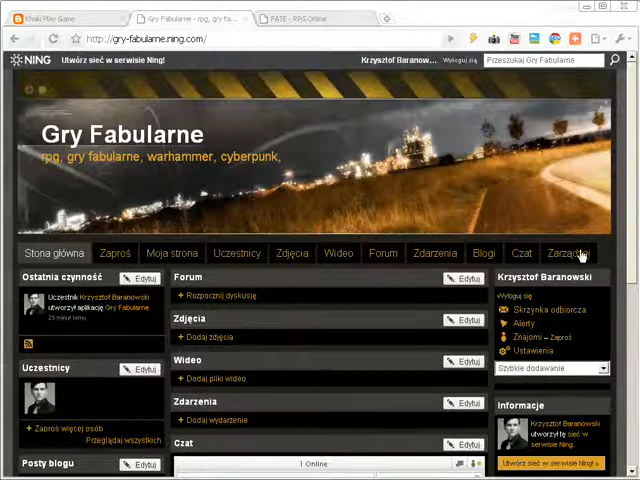 Khaki Play Game
Gry Fabularne - rpg, gry fa...
FATE - RPG Online
http://gry-fabularne.ning.com/
NING
Utwórz sieć w serwisie Ning!
Krzysztof Baranow...
Wyloguj się
Przeszukaj Gry Fabularne
Gry Fabularne
rpg, gry fabularne, warhammer, cyberpunk,
Stona główna
Zaproś
Moja strona
Uczestnicy
Zdjęcia
Wideo
Forum
Zdarzenia
Blogi
Czat
Zarządzaj
Ostatnia czynność
Edytuj
Uczestnik Krzysztof Baranowski
utworzył aplikację Gry Fabularne
23 minut temu
Uczestnicy
Edytuj
+ Zaproś więcej osób
Przeglądaj wszystkich
Posty blogu
Edytuj
Forum
Edytuj
+ Rozpocznij dyskusję
Zdjęcia
Edytuj
+ Dodaj zdjęcia
Wideo
Edytuj
+ Dodaj pliki wideo
Zdarzenia
Edytuj
+ Dodaj wydarzenie
Czat
Edytuj
1 Online
Krzysztof Baranowski
Wyloguj się
Skrzynka odbiorcza
Alerty
Znajomi – Zaproś
Ustawienia
Szybkie dodawanie
Informacje
Krzysztof Baranowski
utworzył tę sieć w
serwisie Ning.
Utwórz sieć w serwisie Ning! »